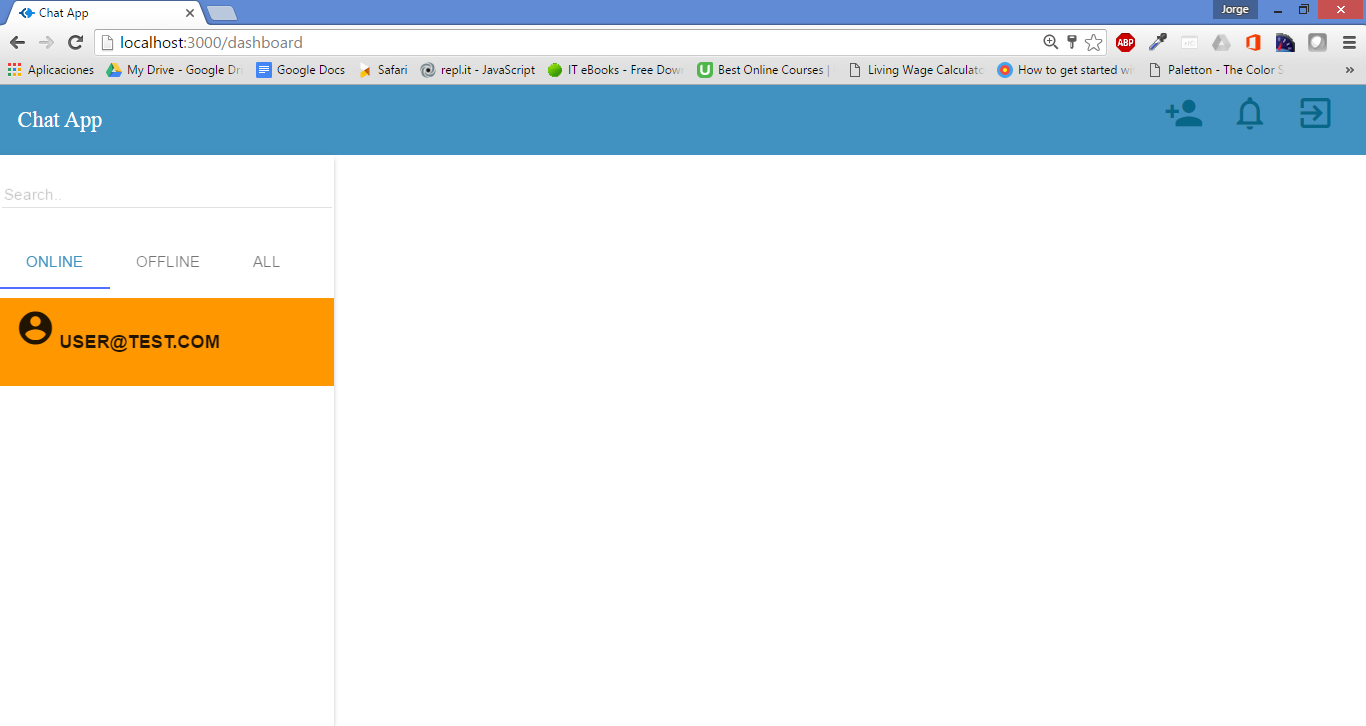 Chat App
Jorge
localhost:3000/dashboard
ABP
Aplicaciones My Drive - Google Dri Google Docs Safari repl.it - JavaScript IT eBooks - Free Dow Best Online Courses | Living Wage Calculato How to get started wi Paletton - The Color S »
Chat App
Search..
ONLINE OFFLINE ALL
USER@TEST.COM